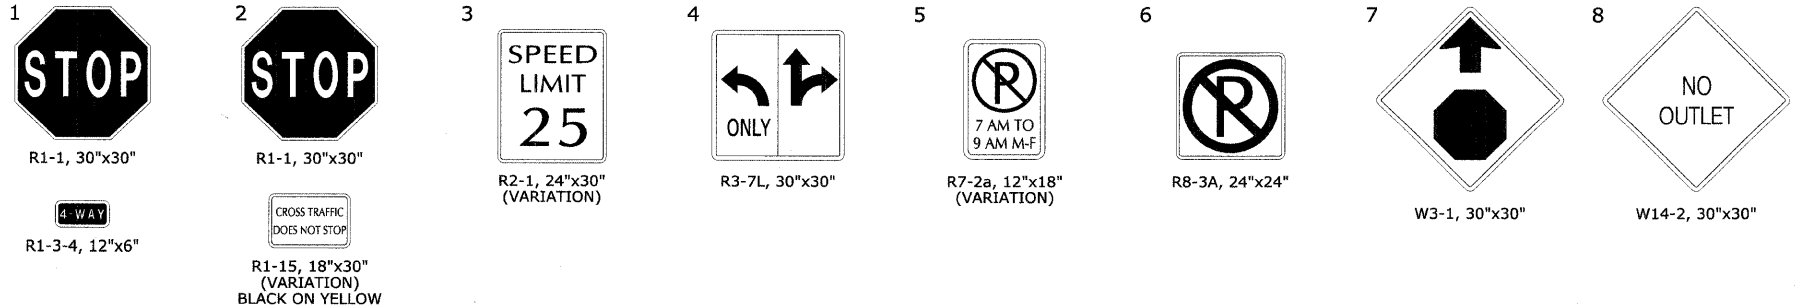 1
STOP
R1-1, 30"x30"
4-WAY
R1-3-4, 12"x6"
2
STOP
R1-1, 30"x30"
CROSS TRAFFIC
DOES NOT STOP
R1-15, 18"x30"
(VARIATION)
BLACK ON YELLOW
3
SPEED
LIMIT
25
R2-1, 24"x30"
(VARIATION)
4
ONLY
R3-7L, 30"x30"
5
P
7 AM TO
9 AM M-F
R7-2a, 12"x18"
(VARIATION)
6
P
R8-3A, 24"x24"
7
W3-1, 30"x30"
8
NO
OUTLET
W14-2, 30"x30"